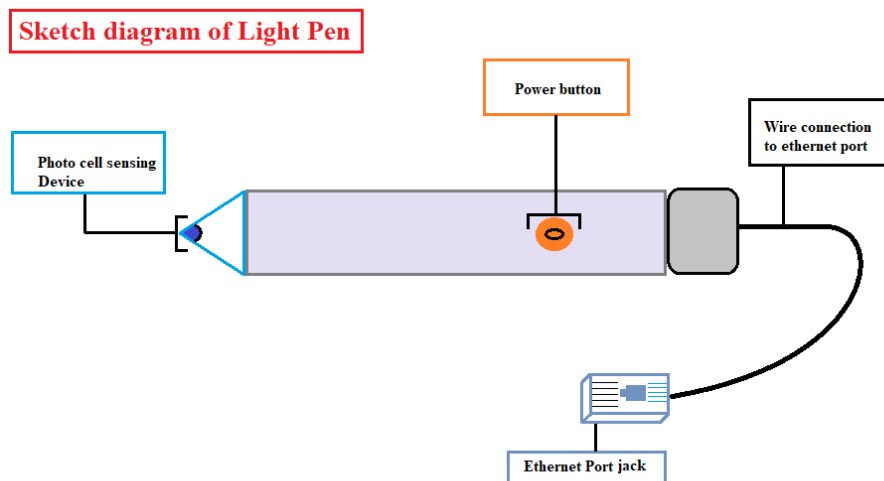 Sketch diagram of Light Pen
Power button
Wire connection
to ethernet port
Photo cell sensing
Device
Ethernet Port jack